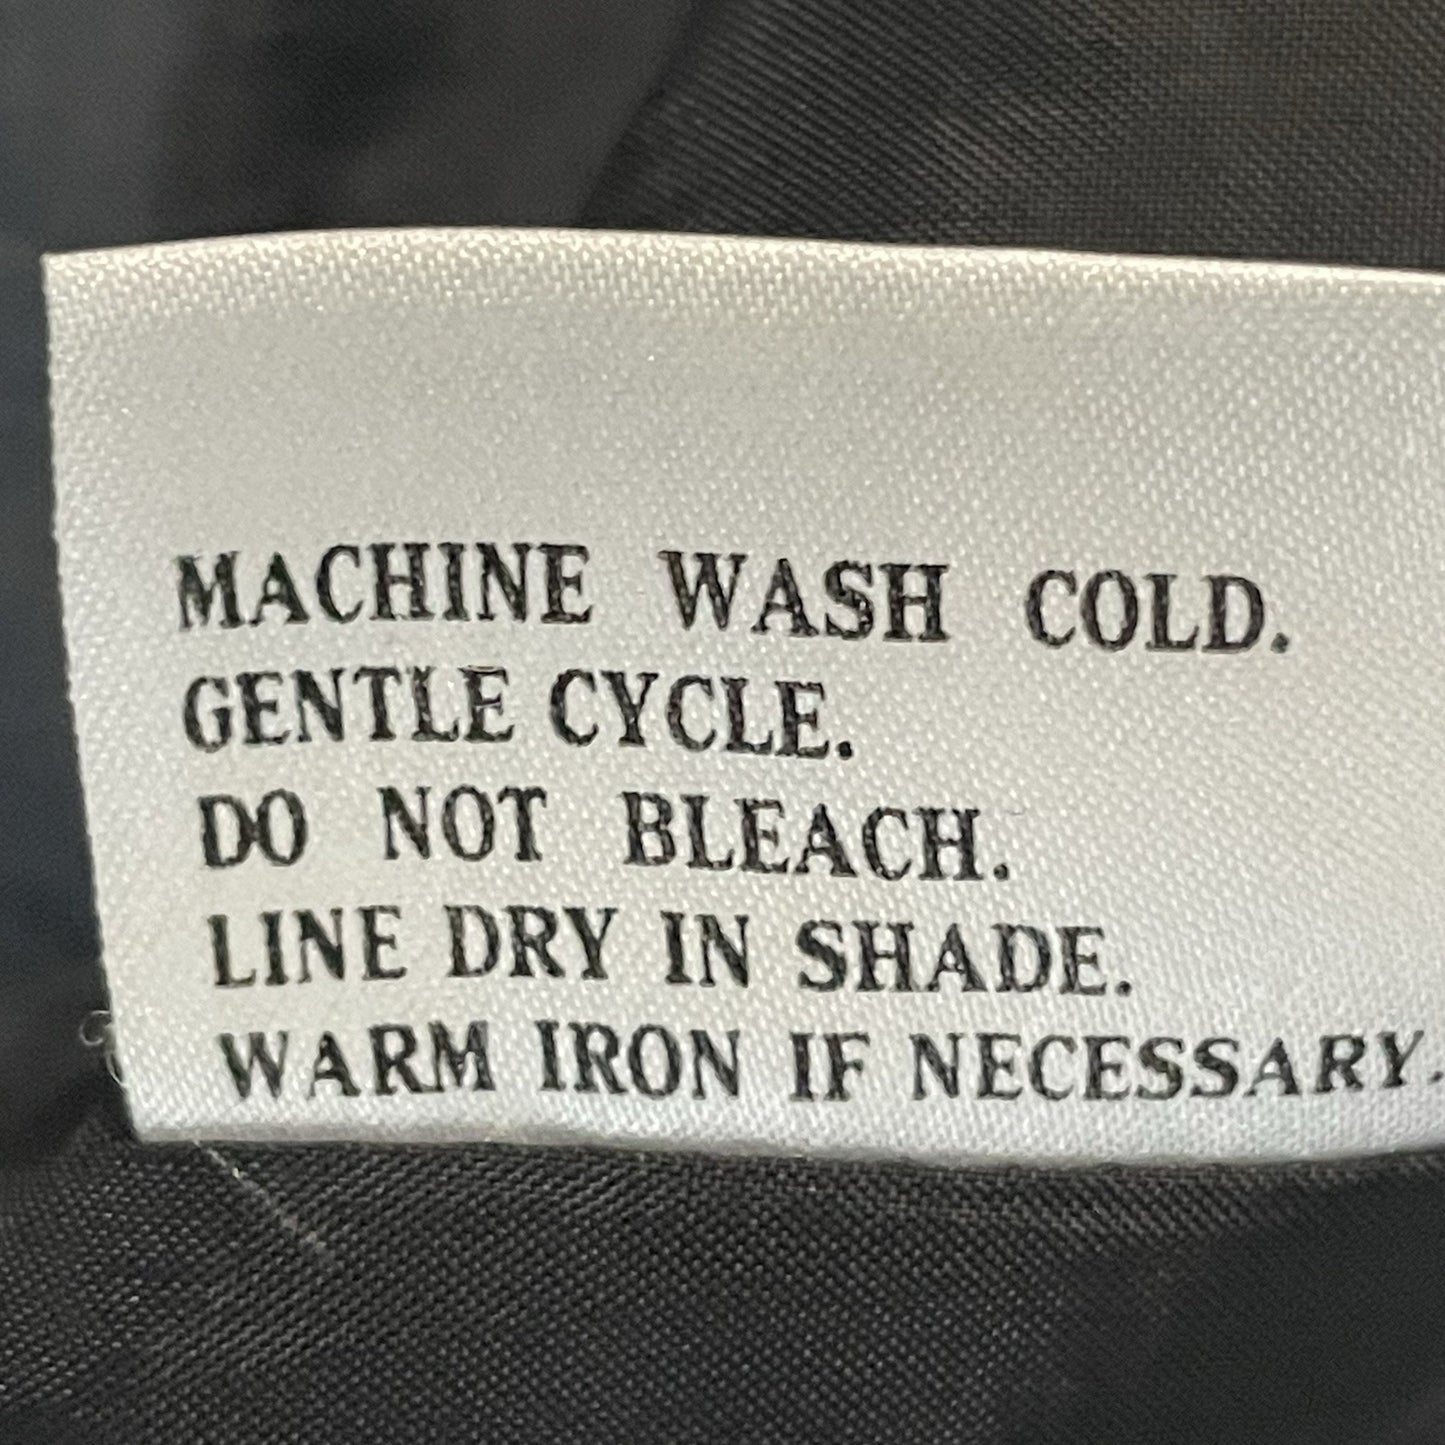 MACHINE WASH COLD.
GENTLE CYCLE.
DO NOT BLEACH.
LINE DRY IN SHADE.
WARM IRON IF NECESSARY.